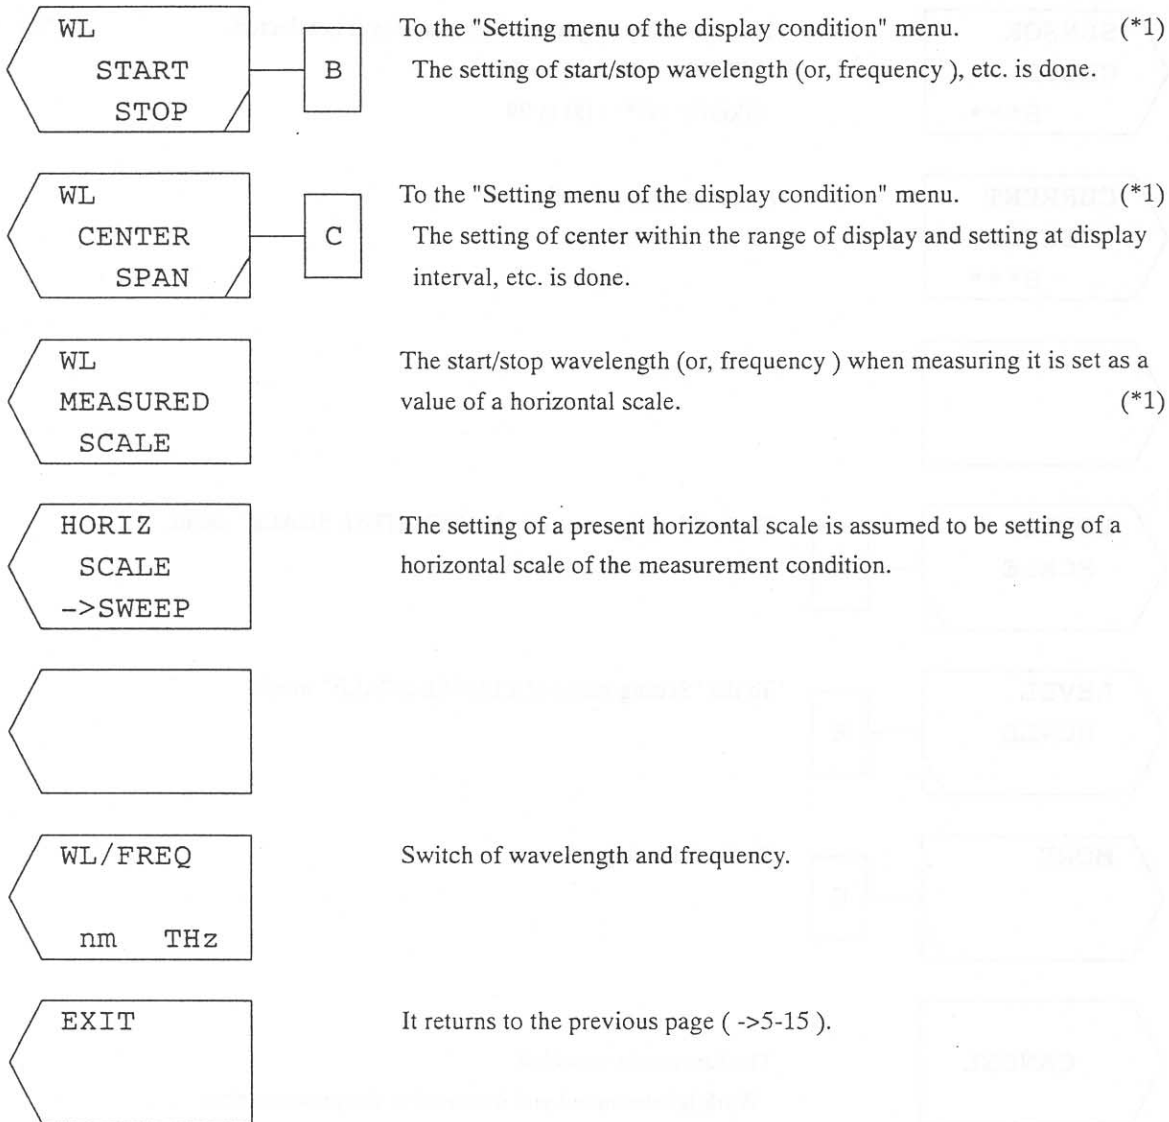 WL
START
STOP
B
To the "Setting menu of the display condition" menu. (*1)
The setting of start/stop wavelength (or, frequency ), etc. is done.
WL
CENTER
SPAN
C
To the "Setting menu of the display condition" menu. (*1)
The setting of center within the range of display and setting at display
interval, etc. is done.
WL
MEASURED
SCALE
The start/stop wavelength (or, frequency ) when measuring it is set as a
value of a horizontal scale. (*1)
HORIZ
SCALE
->SWEEP
The setting of a present horizontal scale is assumed to be setting of a
horizontal scale of the measurement condition.
WL/FREQ
nm THz
Switch of wavelength and frequency.
EXIT
It returns to the previous page ( ->5-15 ).